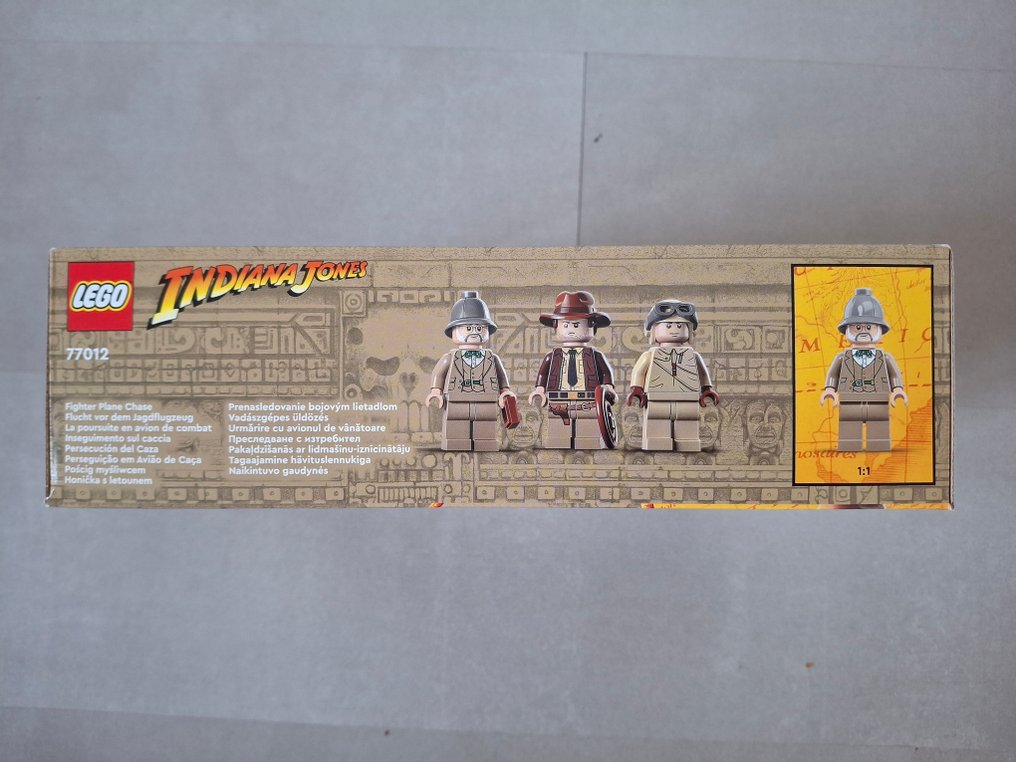 LEGO
INDIANA JONES
77012
Fighter Plane Chase
Flucht vor dem Jagdflugzeug
La poursuite en avion de combat
Inseguimento sul caccia
Persecución del Caza
Perseguição em Avião de Caça
Pościg myśliwcem
Honička s letounem
Prenasledovanie bojovým lietadlom
Vadászgépes üldözés
Urmărire cu avionul de vânătoare
Преследване с изтребител
Pakaļdzīšanās ar lidmašīnu-iznīcinātāju
Tagaajamine hävituslennukiga
Naikintuvo gaudynės
M
1:1